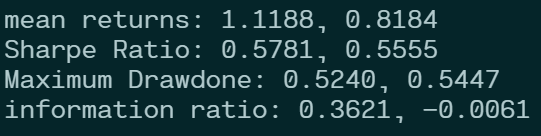 mean returns: 1.1188, 0.8184
Sharpe Ratio: 0.5781, 0.5555
Maximum Drawdone: 0.5240, 0.5447
information ratio: 0.3621, -0.0061